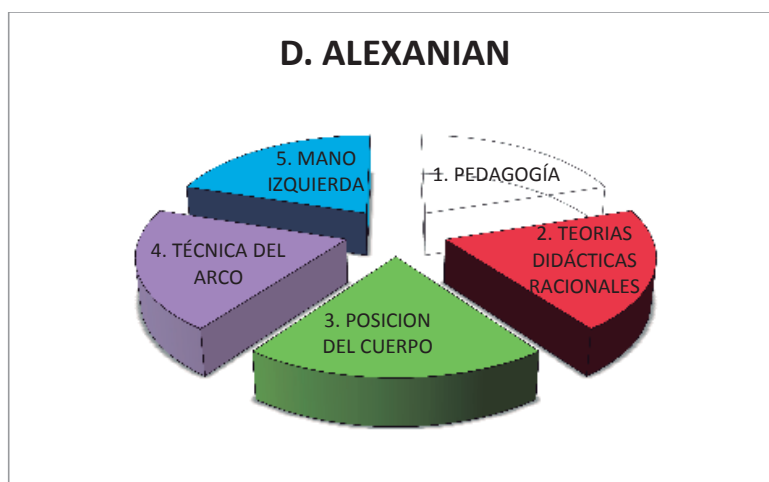 D. ALEXANIAN
1. PEDAGOGÍA
2. TEORIAS
DIDÁCTICAS
RACIONALES
3. POSICION
DEL CUERPO
4. TÉCNICA DEL
ARCO
5. MANO
IZQUIERDA